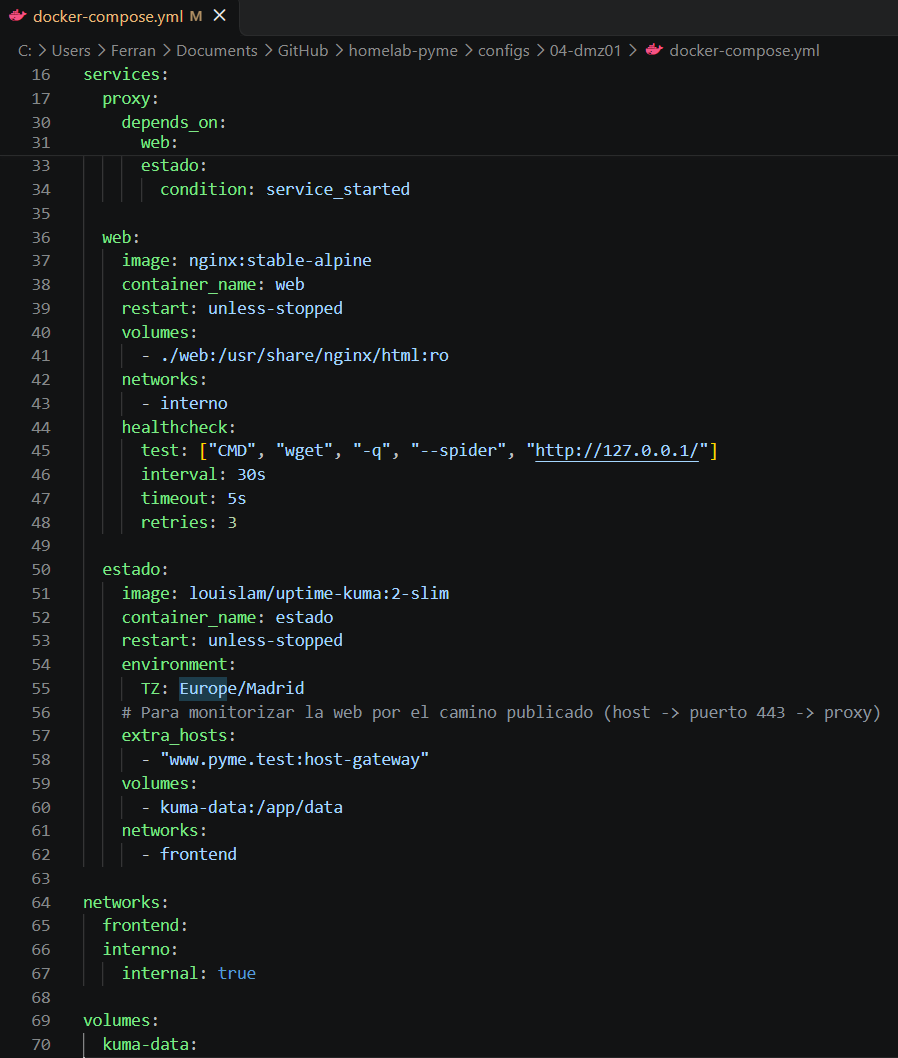 docker-compose.yml M
C: > Users > Ferran > Documents > GitHub > homelab-pyme > configs > 04-dmz01 > docker-compose.yml
16 services:
17   proxy:
30     depends_on:
31       web:
33       estado:
34         condition: service_started
35
36   web:
37     image: nginx:stable-alpine
38     container_name: web
39     restart: unless-stopped
40     volumes:
41       - ./web:/usr/share/nginx/html:ro
42     networks:
43       - interno
44     healthcheck:
45       test: ["CMD", "wget", "-q", "--spider", "http://127.0.0.1/"]
46       interval: 30s
47       timeout: 5s
48       retries: 3
49
50   estado:
51     image: louislam/uptime-kuma:2-slim
52     container_name: estado
53     restart: unless-stopped
54     environment:
55       TZ: Europe/Madrid
56     # Para monitorizar la web por el camino publicado (host -> puerto 443 -> proxy)
57     extra_hosts:
58       - "www.pyme.test:host-gateway"
59     volumes:
60       - kuma-data:/app/data
61     networks:
62       - frontend
63
64 networks:
65   frontend:
66   interno:
67     internal: true
68
69 volumes:
70   kuma-data: